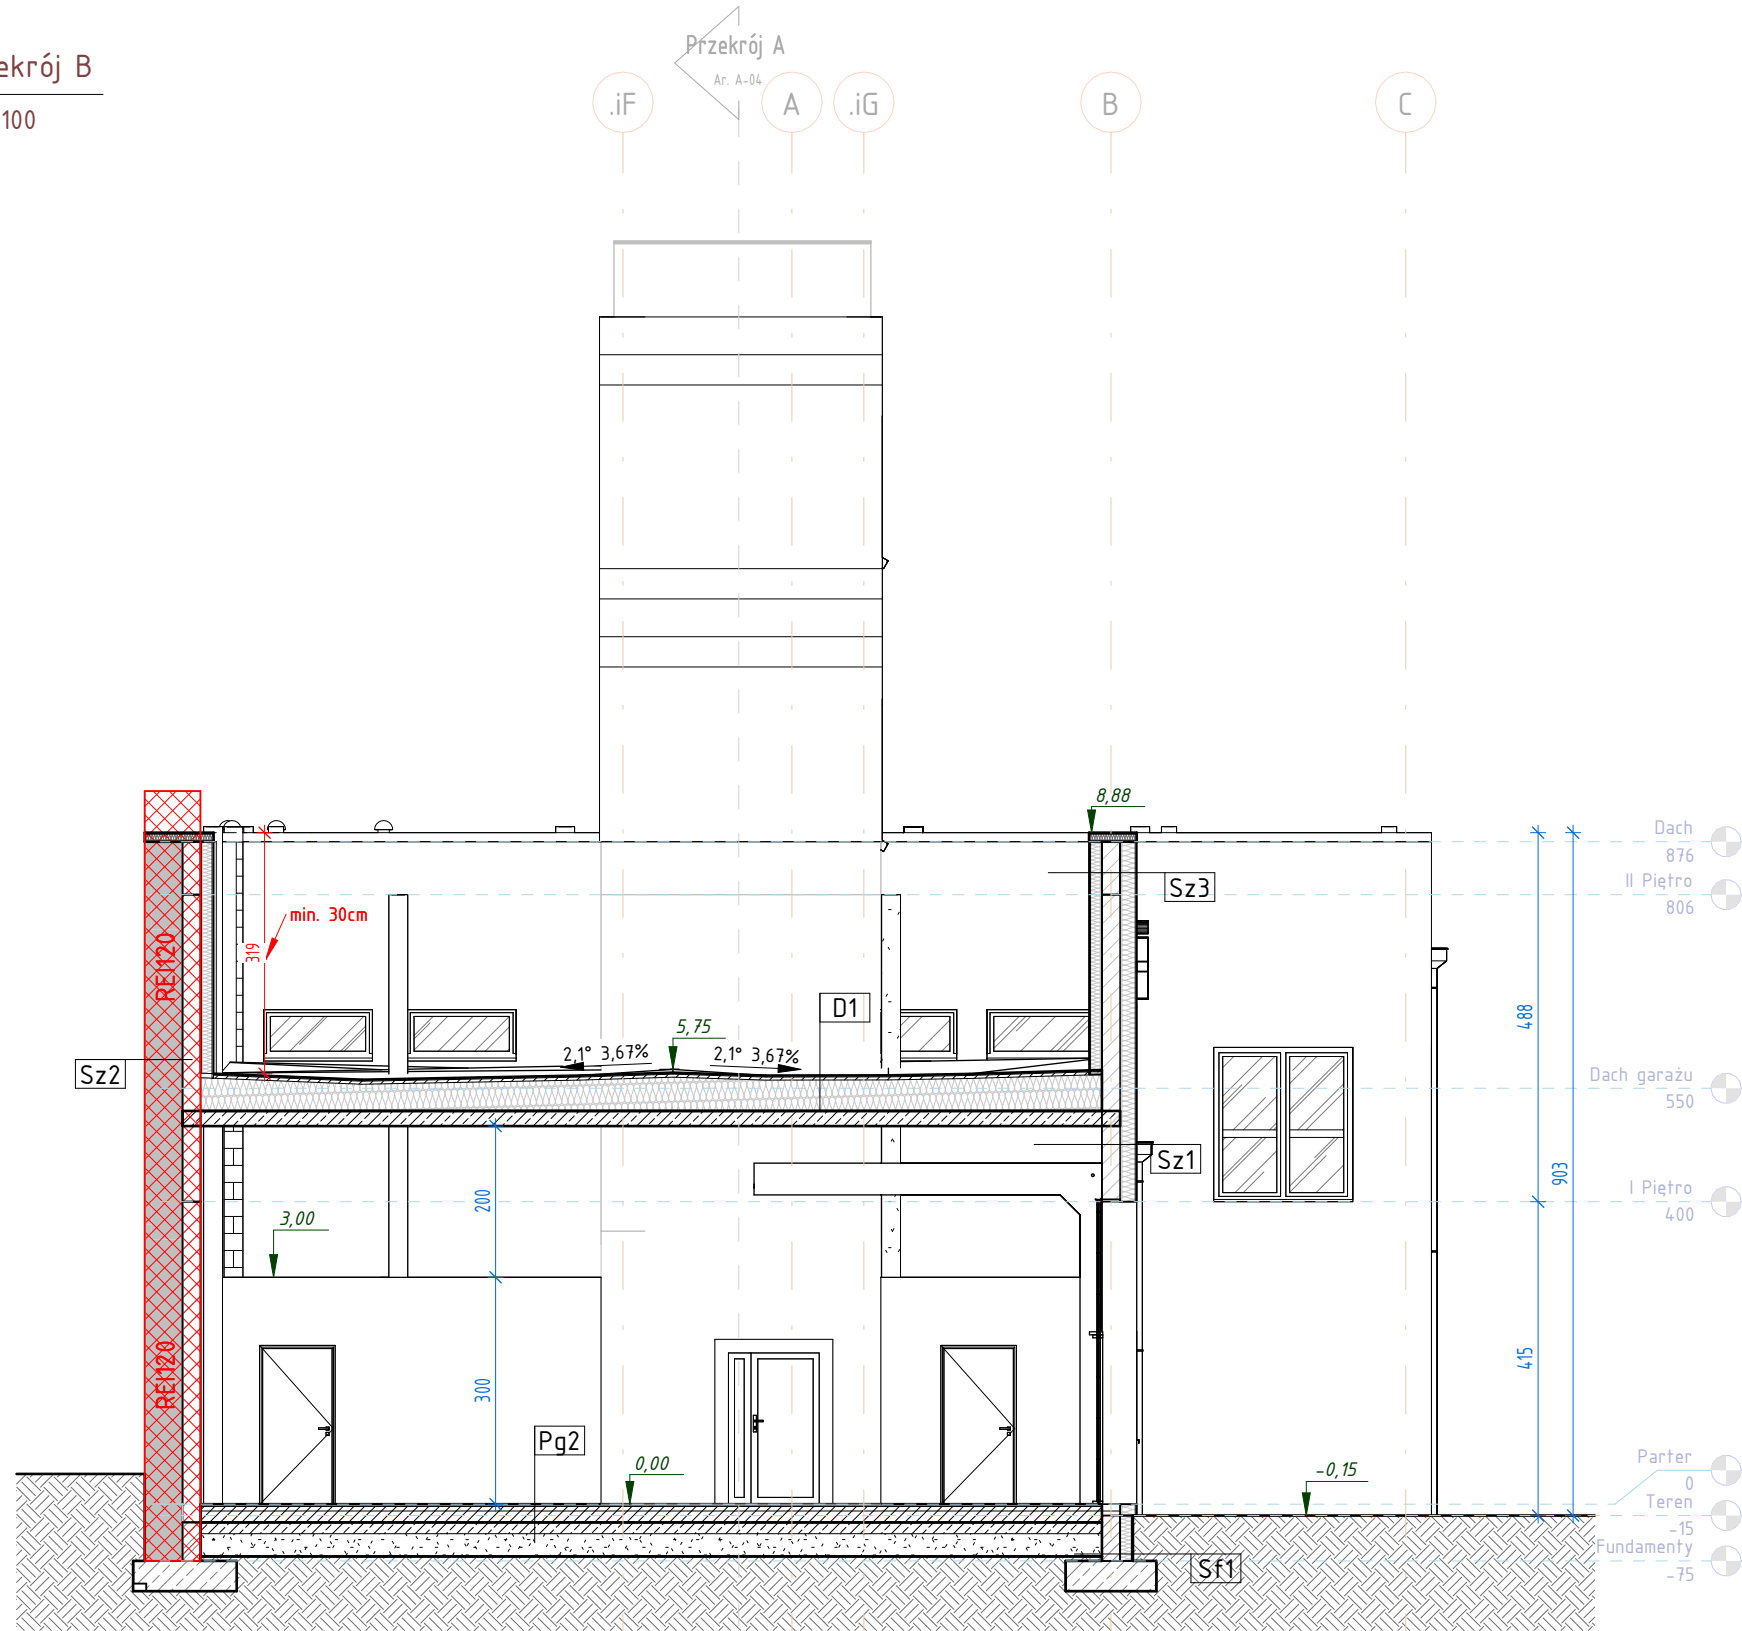 Przekrój A
Ar. A-04
ekrój B
100
.iF
A
.iG
B
C
8,88
Dach
876
II Piętro
806
Sz3
min. 30cm
319
REI120
D1
488
5,75
2,1° 3,67%
2,1° 3,67%
Sz2
Dach garażu
550
Sz1
903
200
I Piętro
400
3,00
REI120
300
415
Pg2
0,00
-0,15
Parter
0
Teren
-15
Fundamenty
-75
Sf1